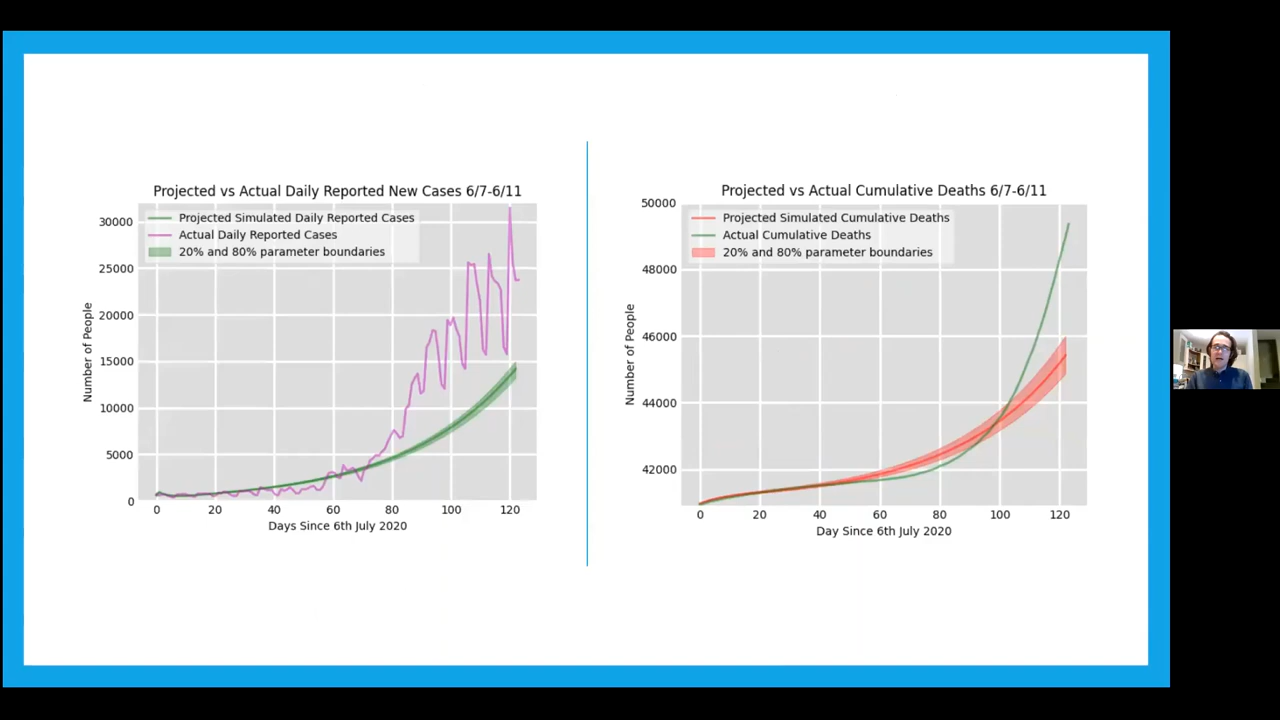 Projected vs Actual Daily Reported New Cases 6/7-6/11
Projected Simulated Daily Reported Cases
Actual Daily Reported Cases
20% and 80% parameter boundaries
30000
25000
20000
15000
10000
5000
0
Number of People
0 20 40 60 80 100 120
Days Since 6th July 2020
Projected vs Actual Cumulative Deaths 6/7-6/11
Projected Simulated Cumulative Deaths
Actual Cumulative Deaths
20% and 80% parameter boundaries
50000
48000
46000
44000
42000
Number of People
0 20 40 60 80 100 120
Day Since 6th July 2020